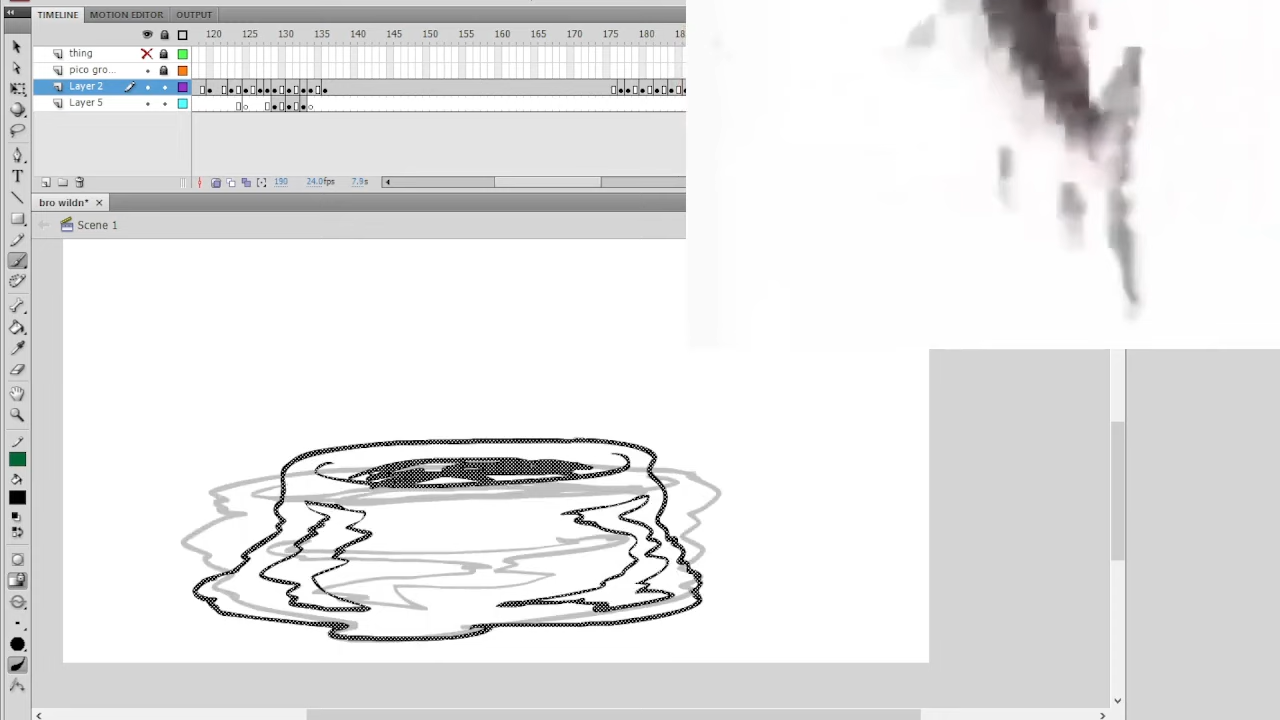 TIMELINE MOTION EDITOR OUTPUT
120 125 130 135 140 145 150 155 160 165 170 175 180
thing
pico gro...
Layer 2
Layer 5
190 24.0fps 7.9s
bro wildn* ×
Scene 1
T